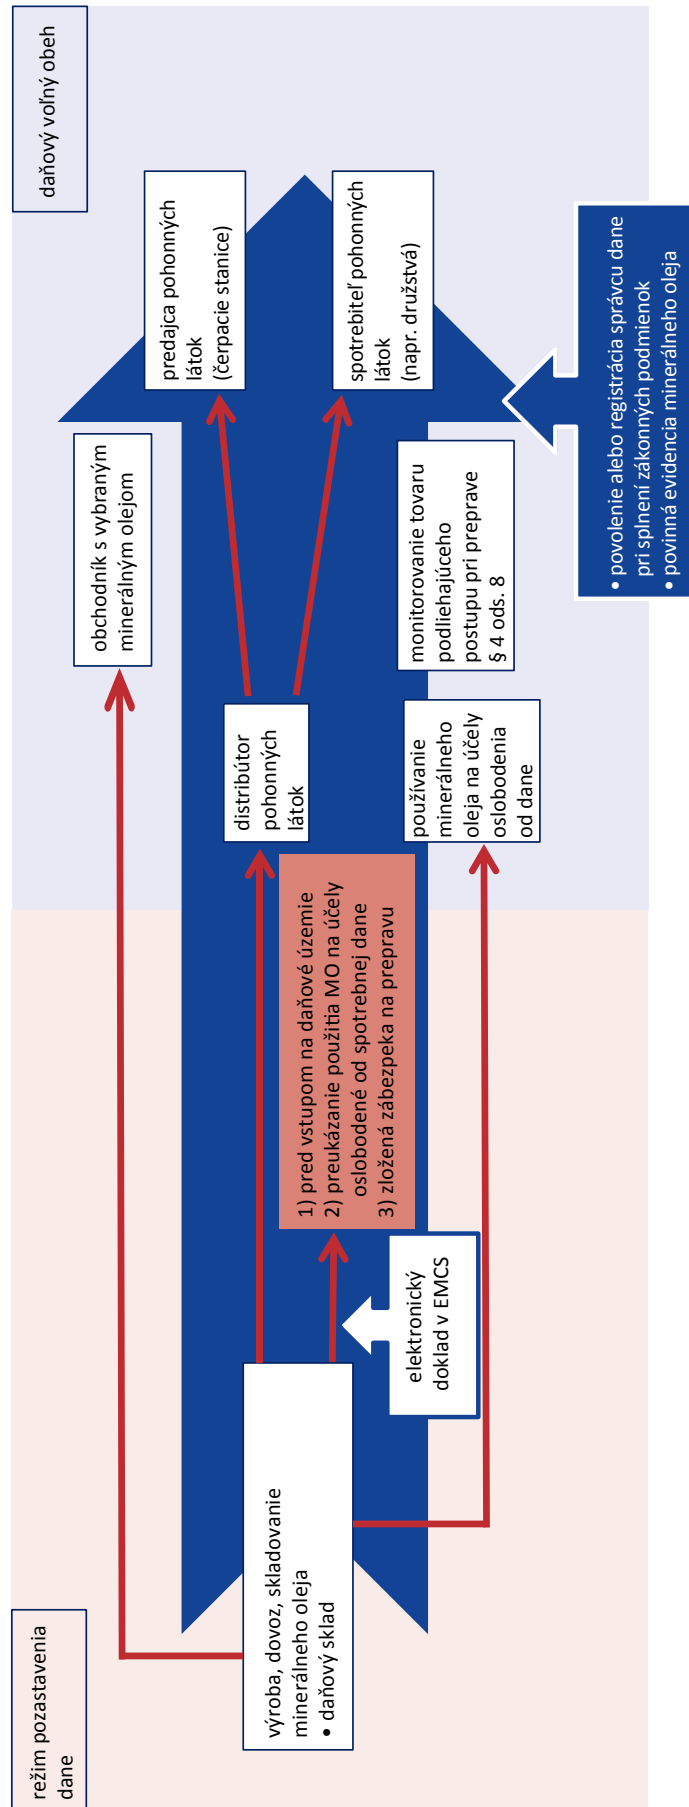 režim pozastavenia
dane
daňový voľný obeh
výroba, dovoz, skladovanie
minerálneho oleja
• daňový sklad
elektronický
doklad v EMCS
1) pred vstupom na daňové územie
2) preukázanie použitia MO na účely
oslobodené od spotrebnej dane
3) zložená zábezpeka na prepravu
obchodník s vybraným
minerálnym olejom
distribútor
pohonných
látok
používanie
minerálneho
oleja na účely
oslobodenia
od dane
monitorovanie tovaru
podliehajúceho
postupu pri preprave
§ 4 ods. 8
predajca pohonných
látok
(čerpacie stanice)
spotrebiteľ pohonných
látok
(napr. družstvá)
• povolenie alebo registrácia správcu dane
pri splnení zákonných podmienok
• povinná evidencia minerálneho oleja